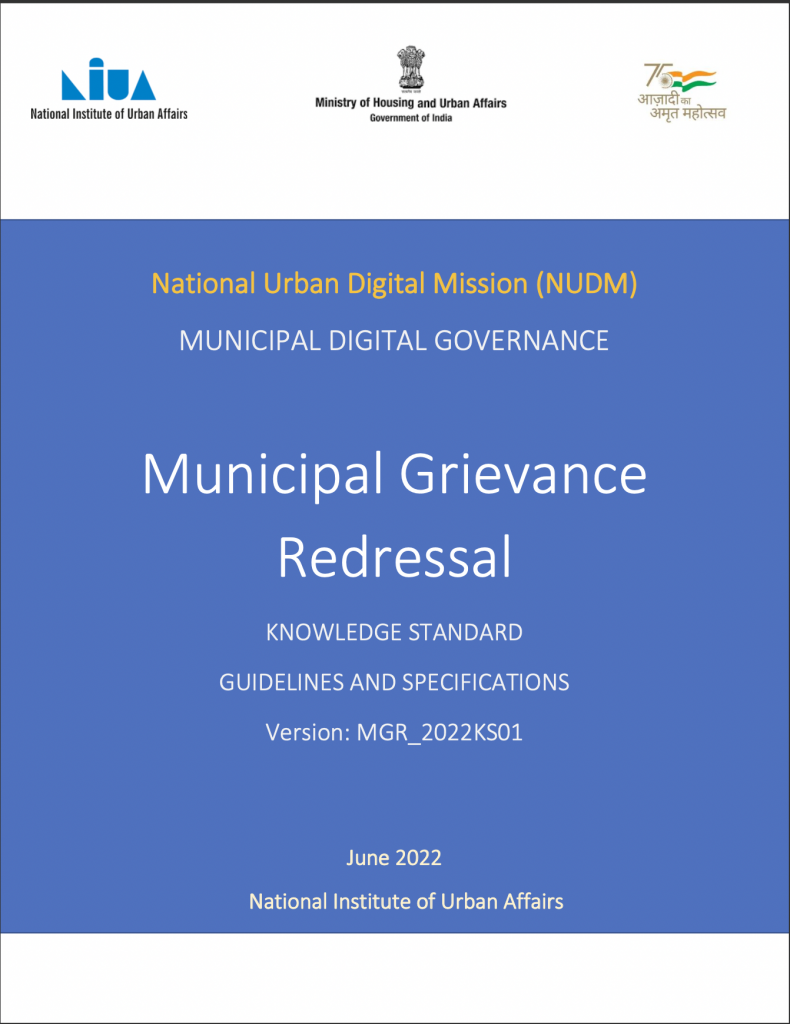 NIUA
National Institute of Urban Affairs
Ministry of Housing and Urban Affairs
Government of India
75
आज़ादी का
अमृत महोत्सव
National Urban Digital Mission (NUDM)
MUNICIPAL DIGITAL GOVERNANCE
Municipal Grievance
Redressal
KNOWLEDGE STANDARD
GUIDELINES AND SPECIFICATIONS
Version: MGR_2022KS01
June 2022
National Institute of Urban Affairs